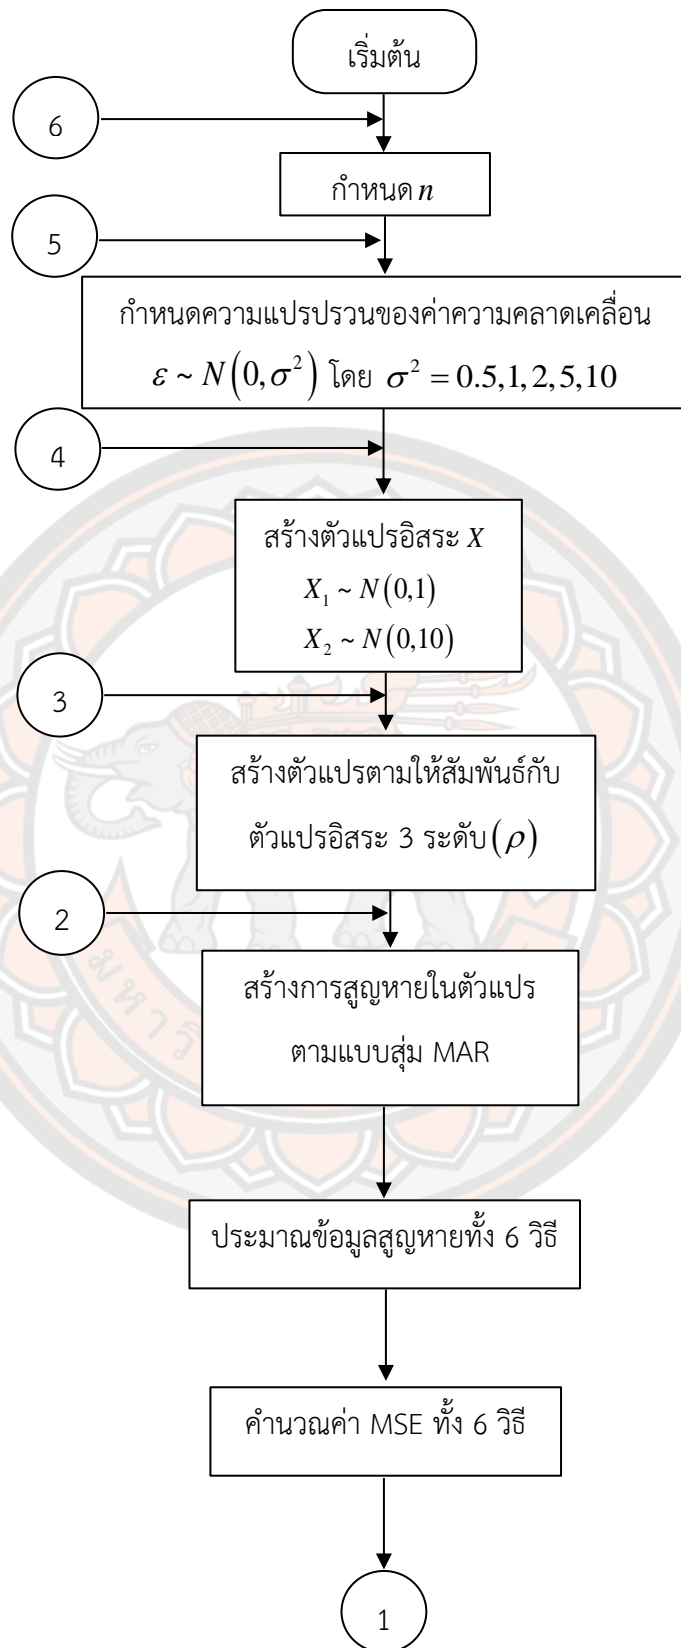 เริ่มต้น
6
กำหนด n
5
กำหนดความแปรปรวนของค่าความคลาดเคลื่อน
ε ~ N(0,σ²) โดย σ² = 0.5,1,2,5,10
4
สร้างตัวแปรอิสระ X
X₁ ~ N(0,1)
X₂ ~ N(0,10)
3
สร้างตัวแปรตามให้สัมพันธ์กับ
ตัวแปรอิสระ 3 ระดับ(ρ)
2
สร้างการสูญหายในตัวแปร
ตามแบบสุ่ม MAR
มหาวิ
ประมาณข้อมูลสูญหายทั้ง 6 วิธี
คำนวณค่า MSE ทั้ง 6 วิธี
1